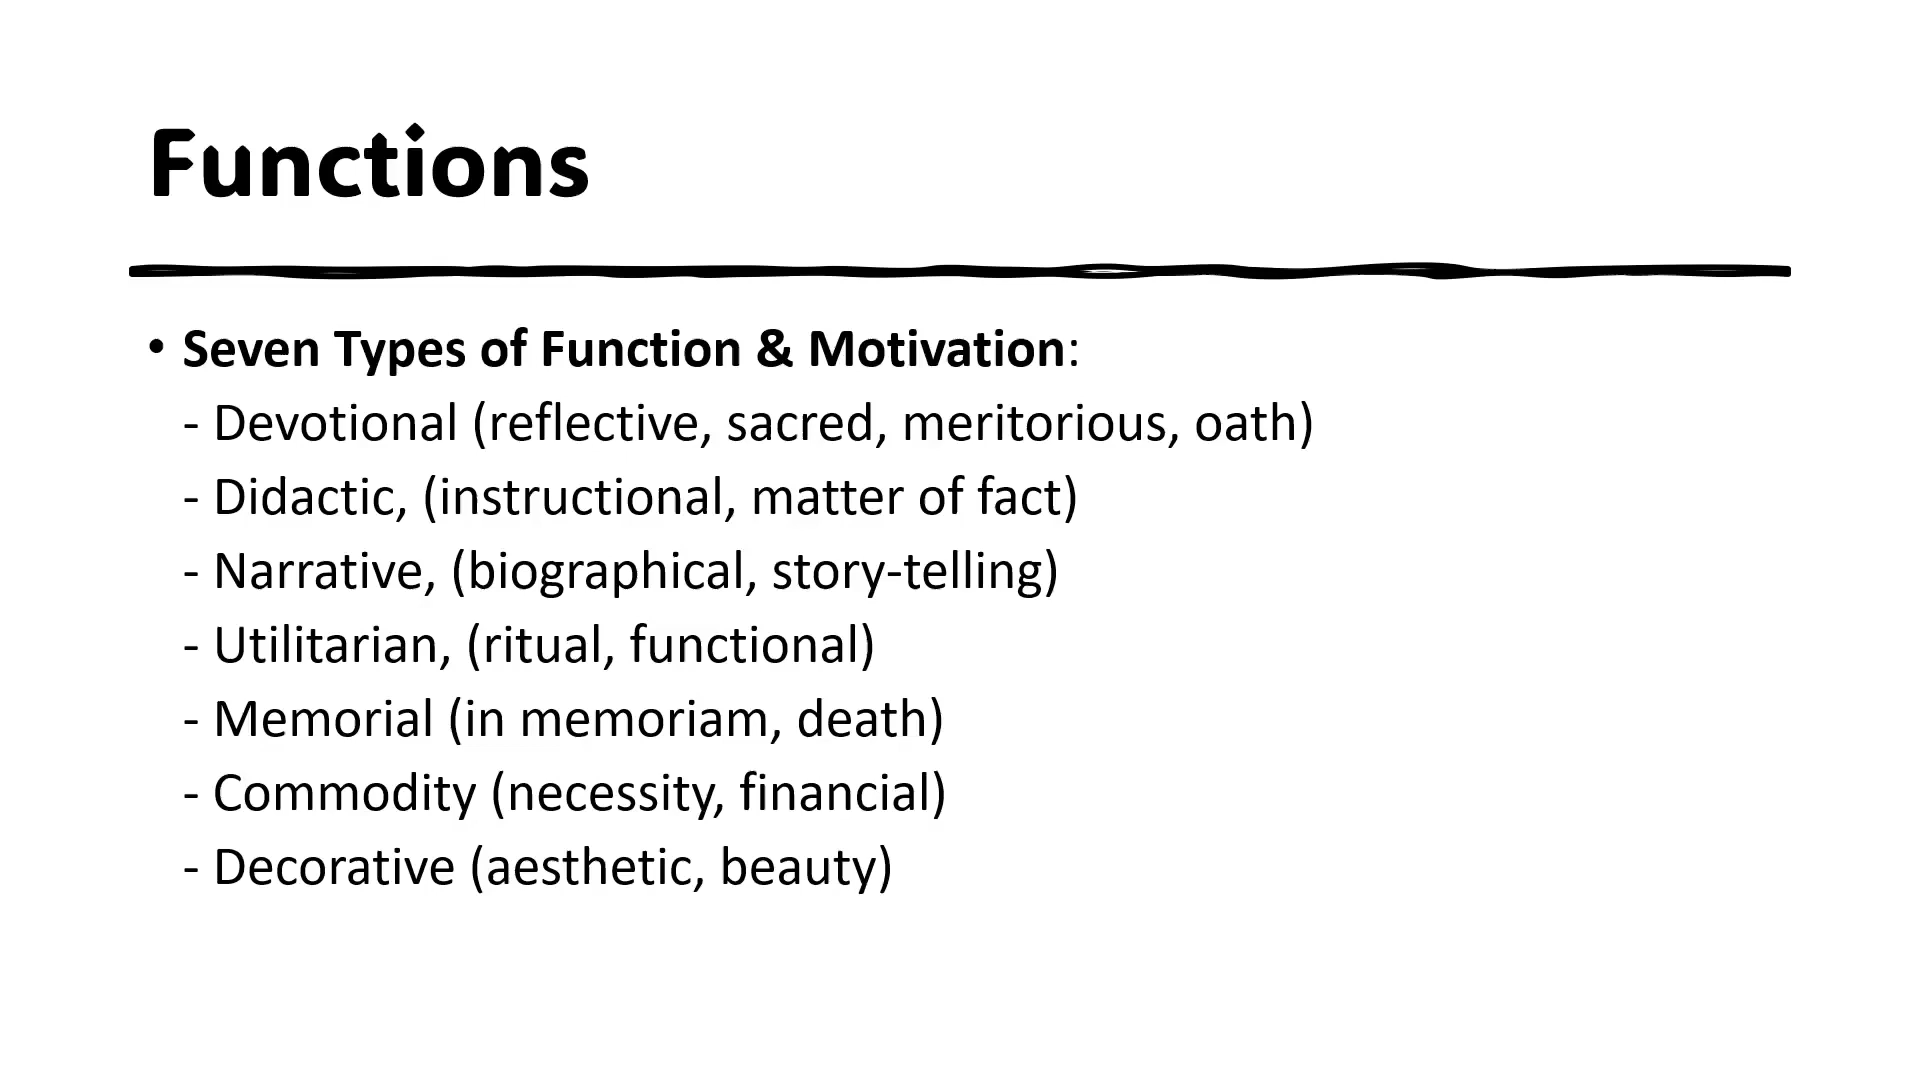 Functions
• Seven Types of Function & Motivation:
- Devotional (reflective, sacred, meritorious, oath)
- Didactic, (instructional, matter of fact)
- Narrative, (biographical, story-telling)
- Utilitarian, (ritual, functional)
- Memorial (in memoriam, death)
- Commodity (necessity, financial)
- Decorative (aesthetic, beauty)